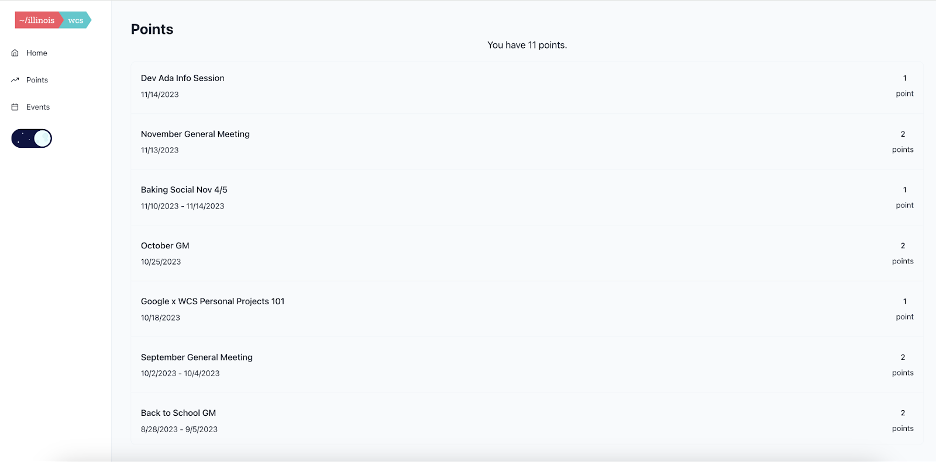 ~/illinois wcs
Home
Points
Events
Points
You have 11 points.
Dev Ada Info Session
11/14/2023
1
point
November General Meeting
11/13/2023
2
points
Baking Social Nov 4/5
11/10/2023 - 11/14/2023
1
point
October GM
10/25/2023
2
points
Google x WCS Personal Projects 101
10/18/2023
1
point
September General Meeting
10/2/2023 - 10/4/2023
2
points
Back to School GM
8/28/2023 - 9/5/2023
2
points